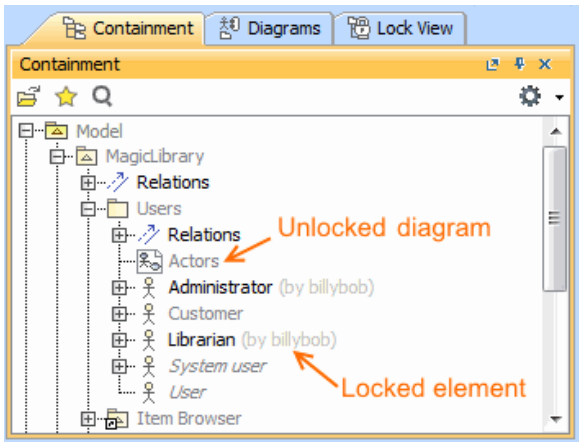 Containment Diagrams Lock View
Containment
Model
MagicLibrary
Relations
Users
Relations
Unlocked diagram
Actors
Administrator (by billybob)
Customer
Librarian (by billybob)
System user
Locked element
User
Item Browser